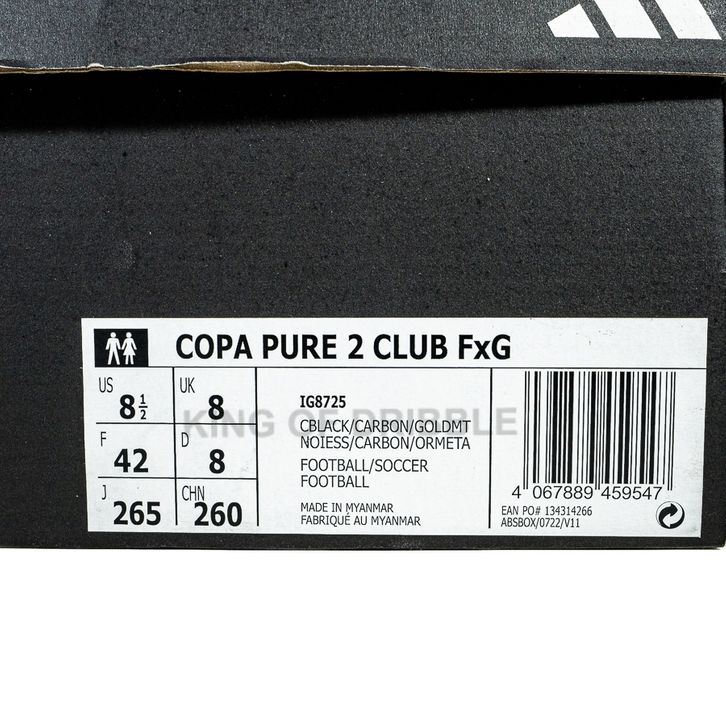 COPA PURE 2 CLUB FxG
US 8 1/2
UK 8
F 42
D 8
J 265
CHN 260
KING OF DRIBBLE
IG8725
CBLACK/CARBON/GOLDMT
NOIESS/CARBON/ORMETA
FOOTBALL/SOCCER
FOOTBALL
MADE IN MYANMAR
FABRIQUÉ AU MYANMAR
4 067889 459547
EAN PO# 134314266
ABSBOX/0722/V11